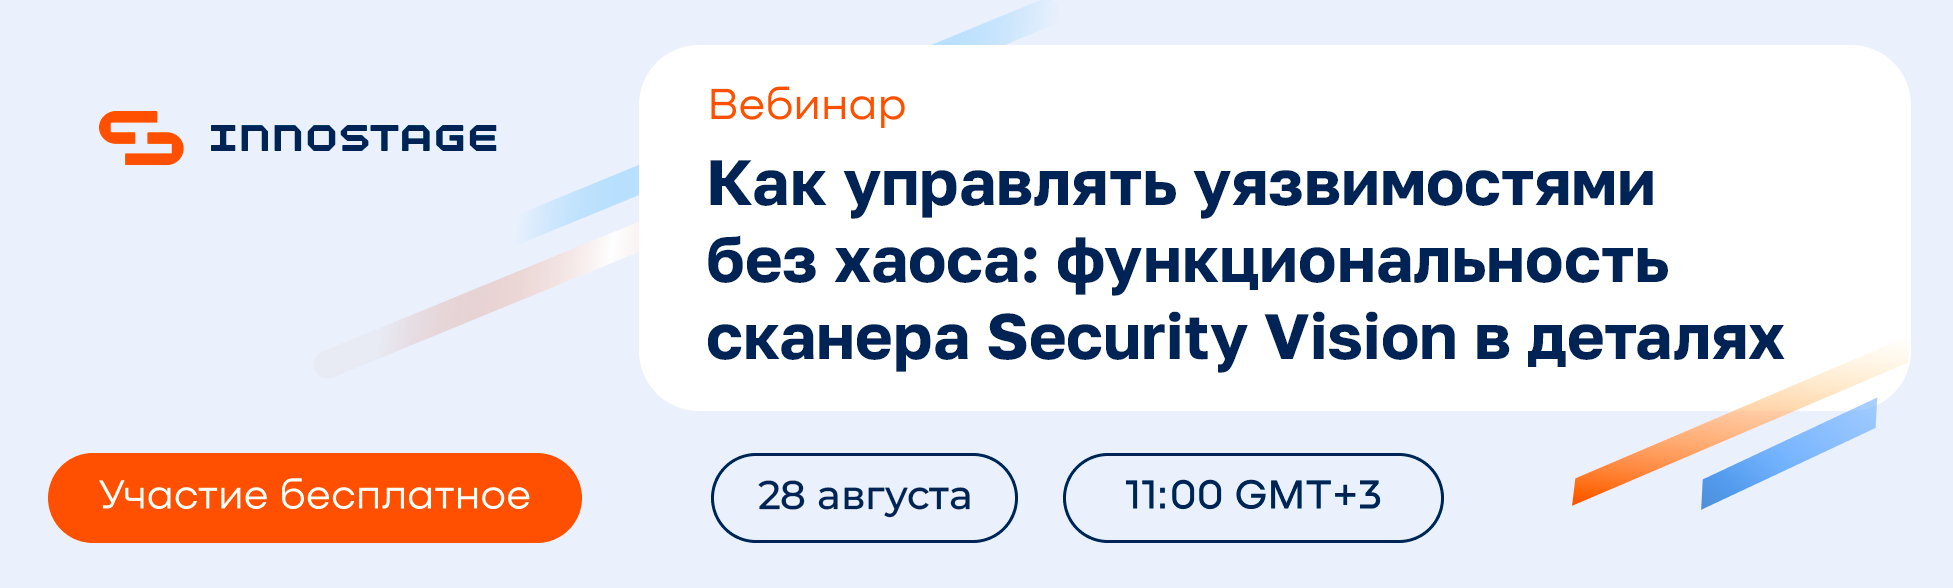 INNOSTAGE
Вебинар
Как управлять уязвимостями
без хаоса: функциональность
сканера Security Vision в деталях
Участие бесплатное
28 августа
11:00 GMT+3